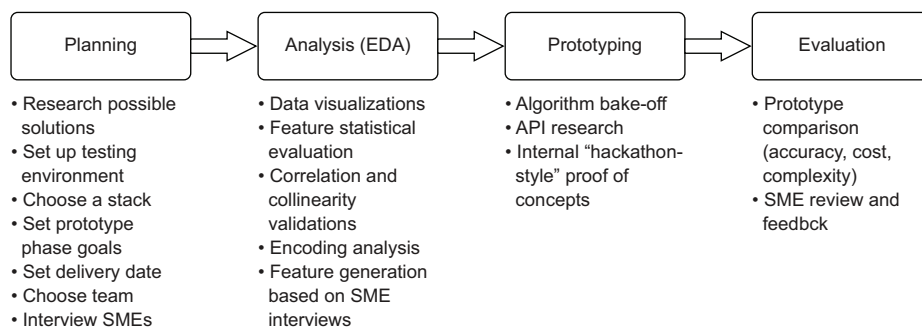 Planning
Analysis (EDA)
Prototyping
Evaluation
• Research possible
solutions
• Set up testing
environment
• Choose a stack
• Set prototype
phase goals
• Set delivery date
• Choose team
• Interview SMEs
• Data visualizations
• Feature statistical
evaluation
• Correlation and
collinearity
validations
• Encoding analysis
• Feature generation
based on SME
interviews
• Algorithm bake-off
• API research
• Internal “hackathon-
style” proof of
concepts
• Prototype
comparison
(accuracy, cost,
complexity)
• SME review and
feedbck